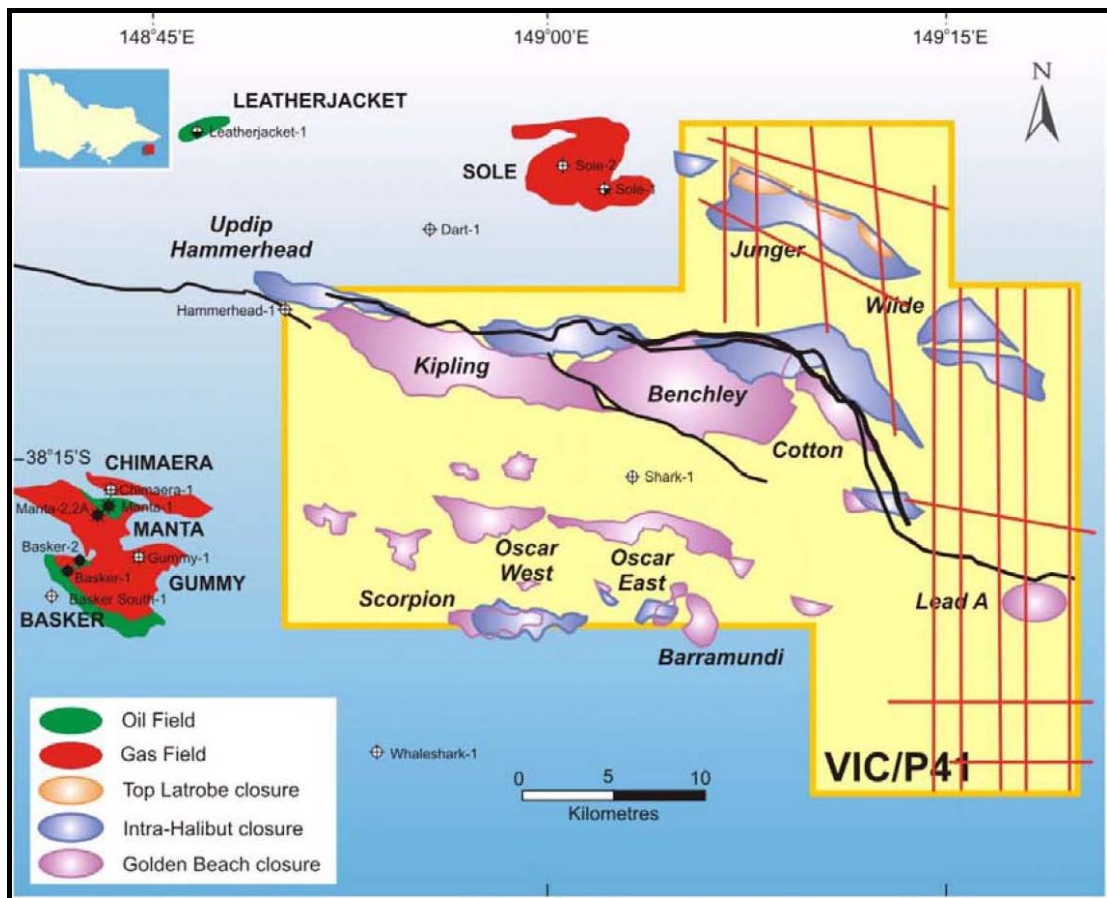 148°45'E
149°00'E
149°15'E
N
LEATHERJACKET
Leatherjacket-1
SOLE
Sole-2
Sole-1
Updip
Hammerhead
Dart-1
Junger
Hammerhead-1
Wilde
Kipling
Benchley
Cotton
38°15'S
CHIMAERA
Chimaera-1
Manta-1
Manta-2,2A
MANTA
Shark-1
Basker-2
Gummy-1
Basker-1
GUMMY
Basker South-1
BASKER
Oscar
West
Oscar
East
Scorpion
Lead A
Barramundi
Oil Field
Gas Field
Top Latrobe closure
Intra-Halibut closure
Golden Beach closure
Whaleshark-1
0 5 10
Kilometres
VIC/P41